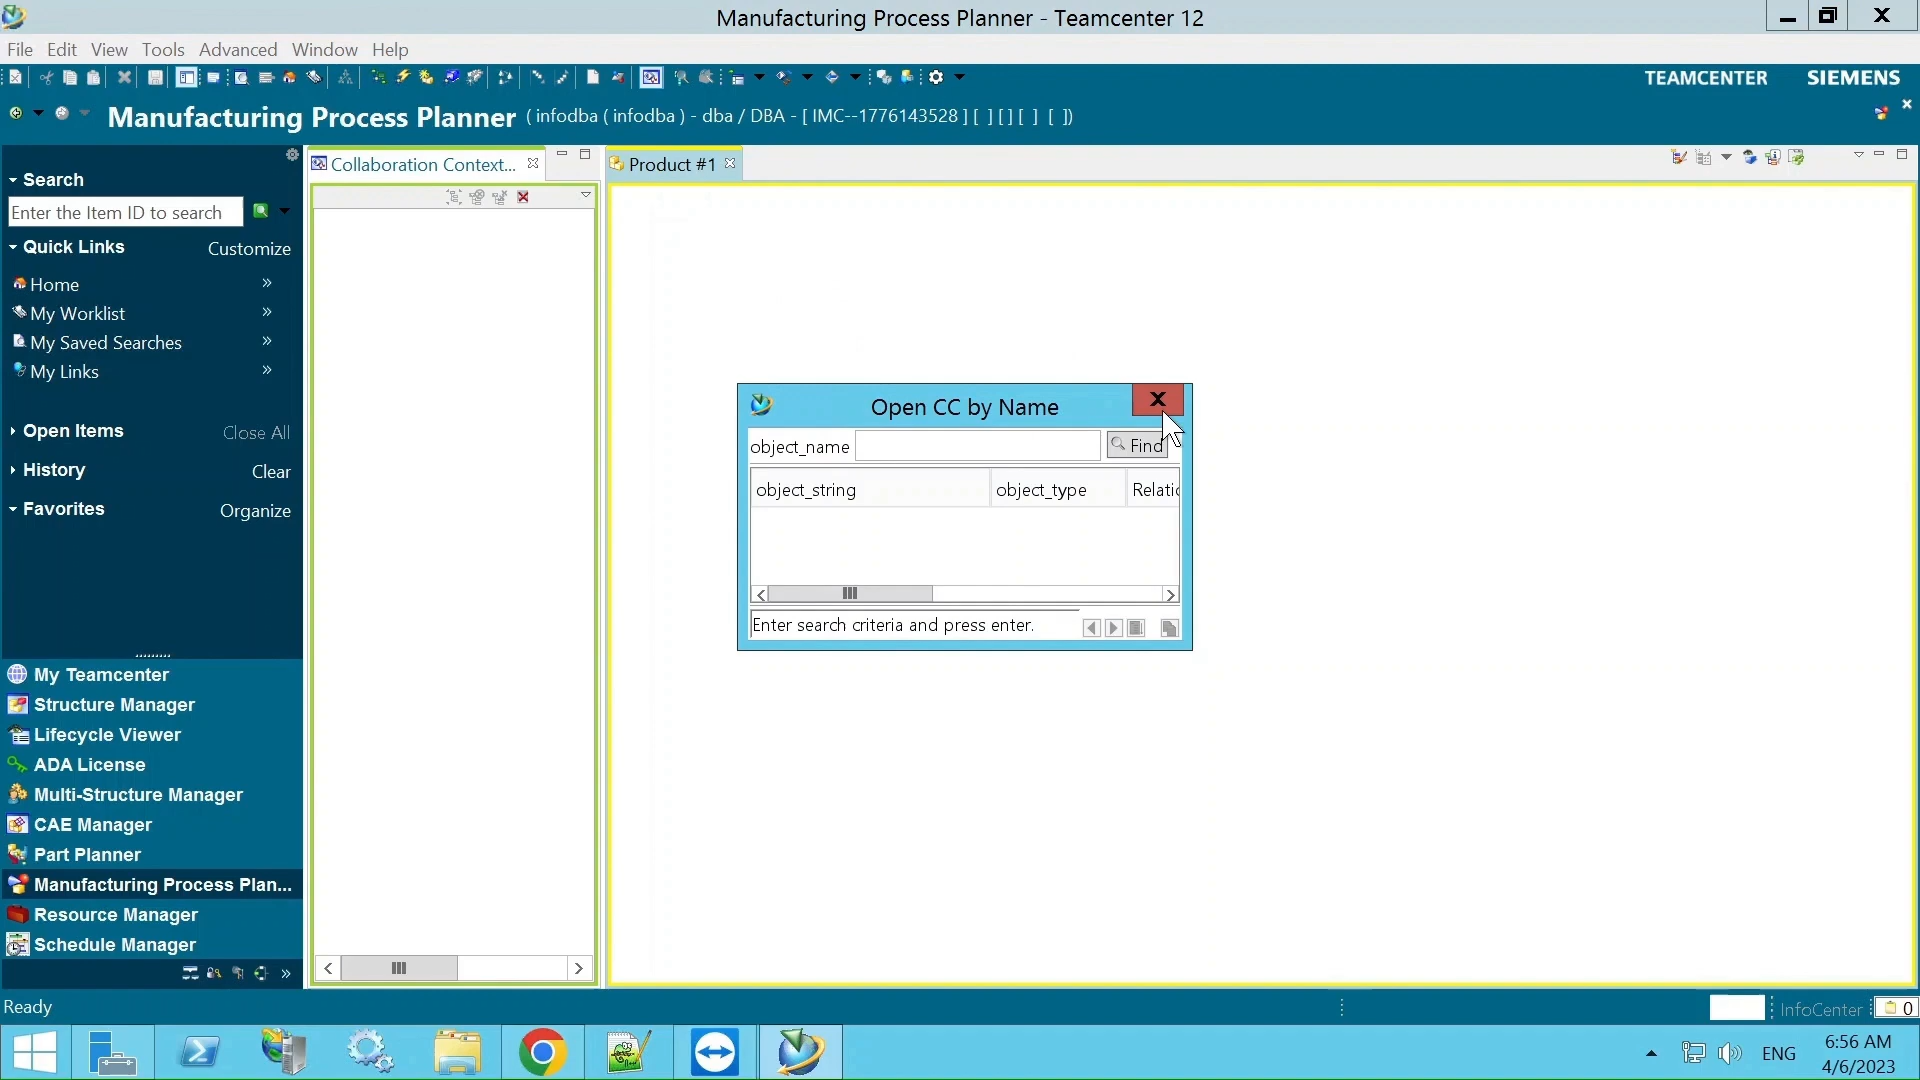 Manufacturing Process Planner - Teamcenter 12
File Edit View Tools Advanced Window Help
TEAMCENTER SIEMENS
Manufacturing Process Planner ( infodba ( infodba ) - dba / DBA - [ IMC--1776143528 ] [ ] [ ] [ ] [ ])
Search
Enter the Item ID to search
Quick Links Customize
Home »
My Worklist »
My Saved Searches »
My Links »
Open Items Close All
History Clear
Favorites Organize
My Teamcenter
Structure Manager
Lifecycle Viewer
ADA License
Multi-Structure Manager
CAE Manager
Part Planner
Manufacturing Process Plan...
Resource Manager
Schedule Manager
»
Collaboration Context...
Product #1
Open CC by Name
object_name Find
object_string object_type Relatio
Enter search criteria and press enter.
Ready
InfoCenter 0
ENG
6:56 AM
4/6/2023